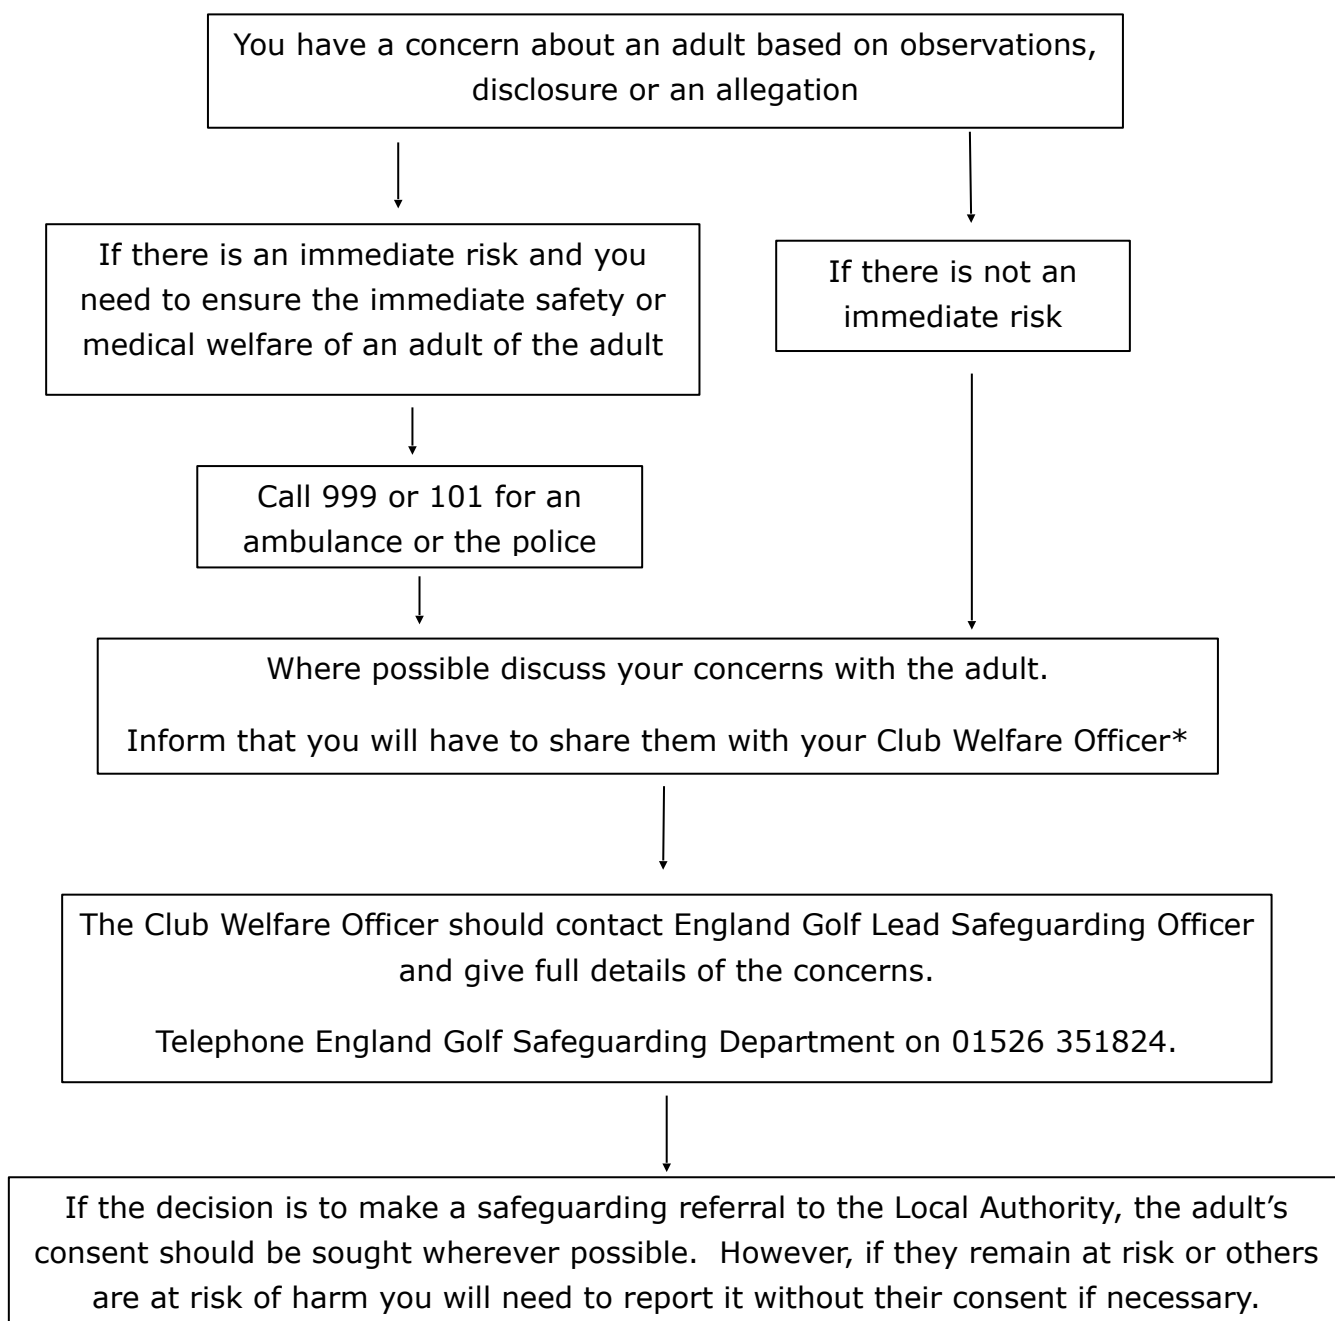 You have a concern about an adult based on observations,
disclosure or an allegation
If there is an immediate risk and you
need to ensure the immediate safety or
medical welfare of an adult of the adult
If there is not an
immediate risk
Call 999 or 101 for an
ambulance or the police
Where possible discuss your concerns with the adult.
Inform that you will have to share them with your Club Welfare Officer*
The Club Welfare Officer should contact England Golf Lead Safeguarding Officer
and give full details of the concerns.
Telephone England Golf Safeguarding Department on 01526 351824.
If the decision is to make a safeguarding referral to the Local Authority, the adult’s
consent should be sought wherever possible.  However, if they remain at risk or others
are at risk of harm you will need to report it without their consent if necessary.